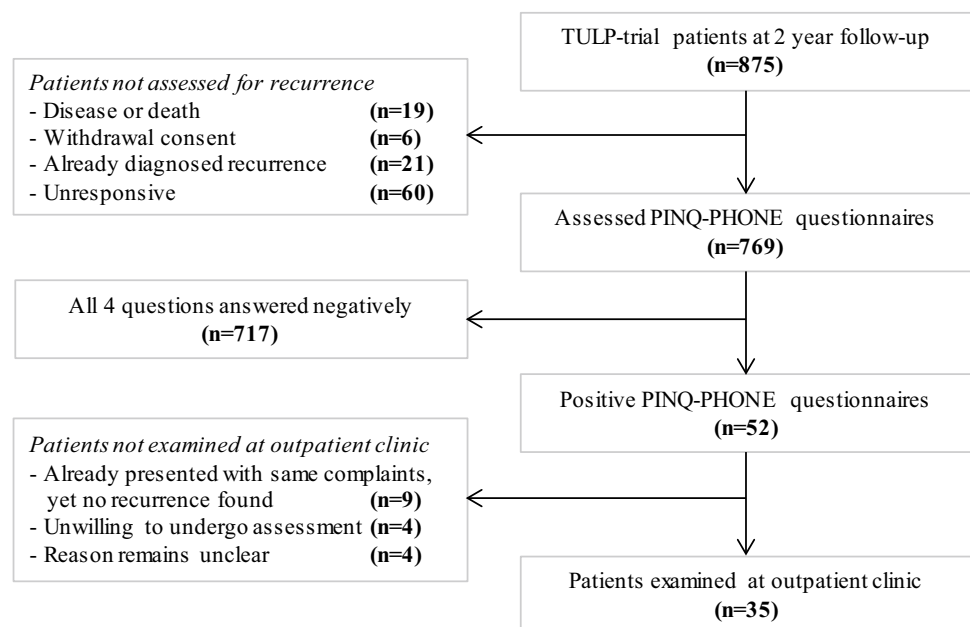 TULP-trial patients at 2 year follow-up
(n=875)
Patients not assessed for recurrence
- Disease or death (n=19)
- Withdrawal consent (n=6)
- Already diagnosed recurrence (n=21)
- Unresponsive (n=60)
Assessed PINQ-PHONE questionnaires
(n=769)
All 4 questions answered negatively
(n=717)
Positive PINQ-PHONE questionnaires
(n=52)
Patients not examined at outpatient clinic
- Already presented with same complaints,
yet no recurrence found (n=9)
- Unwilling to undergo assessment (n=4)
- Reason remains unclear (n=4)
Patients examined at outpatient clinic
(n=35)